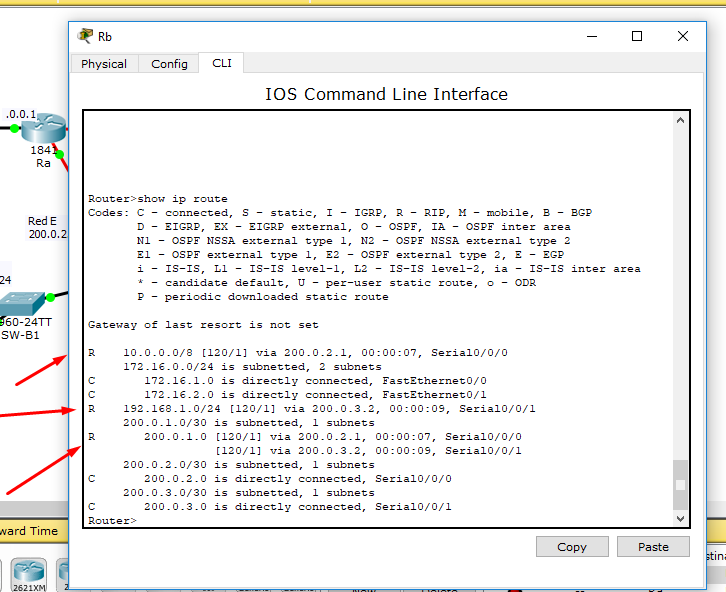 Rb
Physical
Config
CLI
IOS Command Line Interface
Router>show ip route
Codes: C - connected, S - static, I - IGRP, R - RIP, M - mobile, B - BGP
D - EIGRP, EX - EIGRP external, O - OSPF, IA - OSPF inter area
N1 - OSPF NSSA external type 1, N2 - OSPF NSSA external type 2
E1 - OSPF external type 1, E2 - OSPF external type 2, E - EGP
i - IS-IS, L1 - IS-IS level-1, L2 - IS-IS level-2, ia - IS-IS inter area
* - candidate default, U - per-user static route, o - ODR
P - periodic downloaded static route
Gateway of last resort is not set
R 10.0.0.0/8 [120/1] via 200.0.2.1, 00:00:07, Serial0/0/0
172.16.0.0/24 is subnetted, 2 subnets
C 172.16.1.0 is directly connected, FastEthernet0/0
C 172.16.2.0 is directly connected, FastEthernet0/1
R 192.168.1.0/24 [120/1] via 200.0.3.2, 00:00:09, Serial0/0/1
200.0.1.0/30 is subnetted, 1 subnets
R 200.0.1.0 [120/1] via 200.0.2.1, 00:00:07, Serial0/0/0
[120/1] via 200.0.3.2, 00:00:09, Serial0/0/1
200.0.2.0/30 is subnetted, 1 subnets
C 200.0.2.0 is directly connected, Serial0/0/0
200.0.3.0/30 is subnetted, 1 subnets
C 200.0.3.0 is directly connected, Serial0/0/1
Router>
Copy
Paste
.0.0.1
1841
Ra
Red E
200.0.2
24
960-24TT
SW-B1
ward Time
2621XM
2
stina